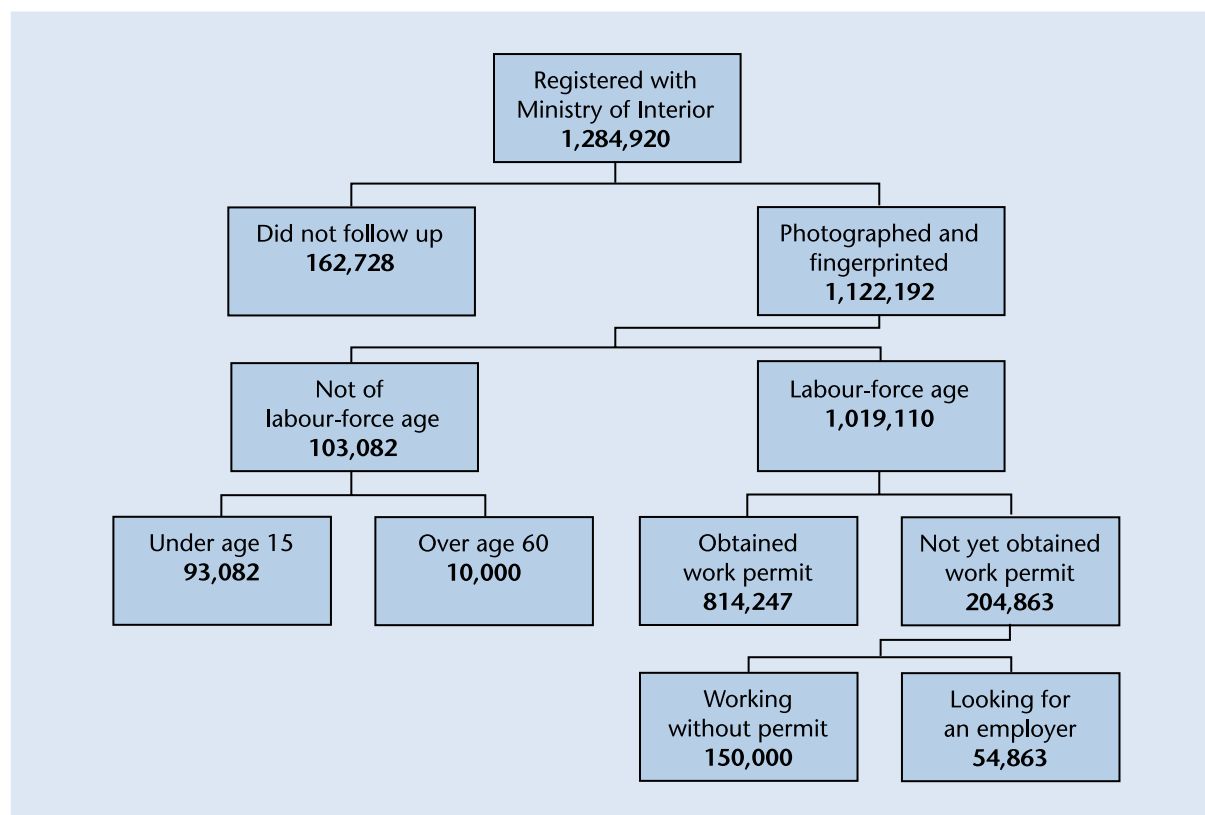 Registered with
Ministry of Interior
1,284,920
Did not follow up
162,728
Photographed and
fingerprinted
1,122,192
Not of
labour-force age
103,082
Labour-force age
1,019,110
Under age 15
93,082
Over age 60
10,000
Obtained
work permit
814,247
Not yet obtained
work permit
204,863
Working
without permit
150,000
Looking for
an employer
54,863